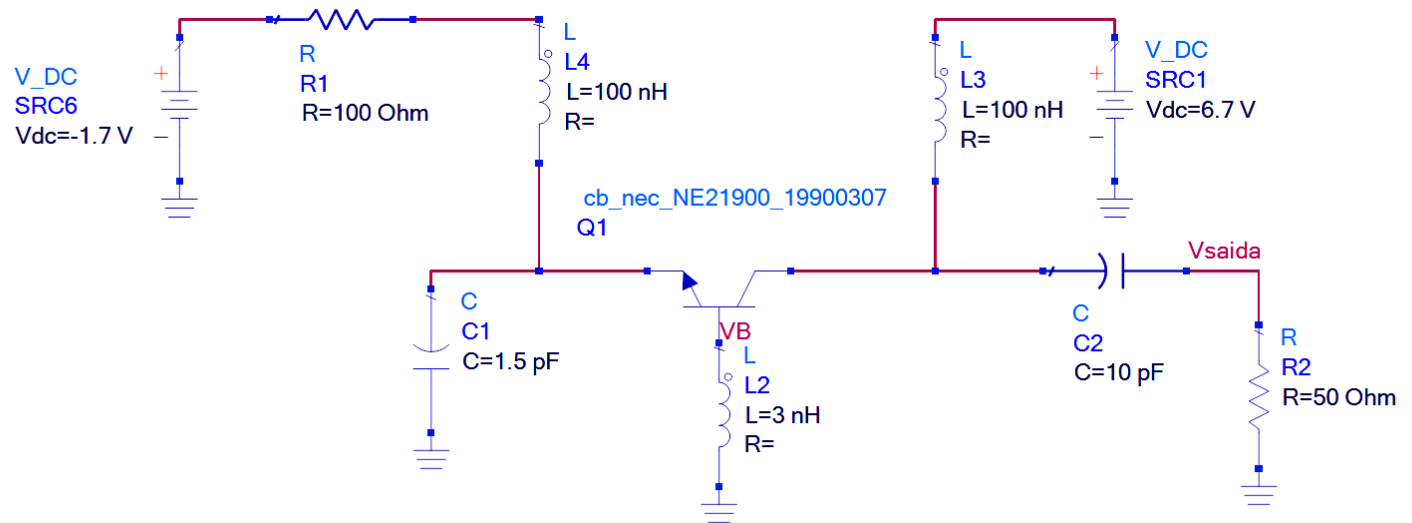 V_DC
SRC6
Vdc=-1.7 V
+
−
R
R1
R=100 Ohm
L
L4
L=100 nH
R=
L
L3
L=100 nH
R=
V_DC
SRC1
Vdc=6.7 V
+
−
cb_nec_NE21900_19900307
Q1
C
C1
C=1.5 pF
VB
L
L2
L=3 nH
R=
C
C2
C=10 pF
Vsaida
R
R2
R=50 Ohm